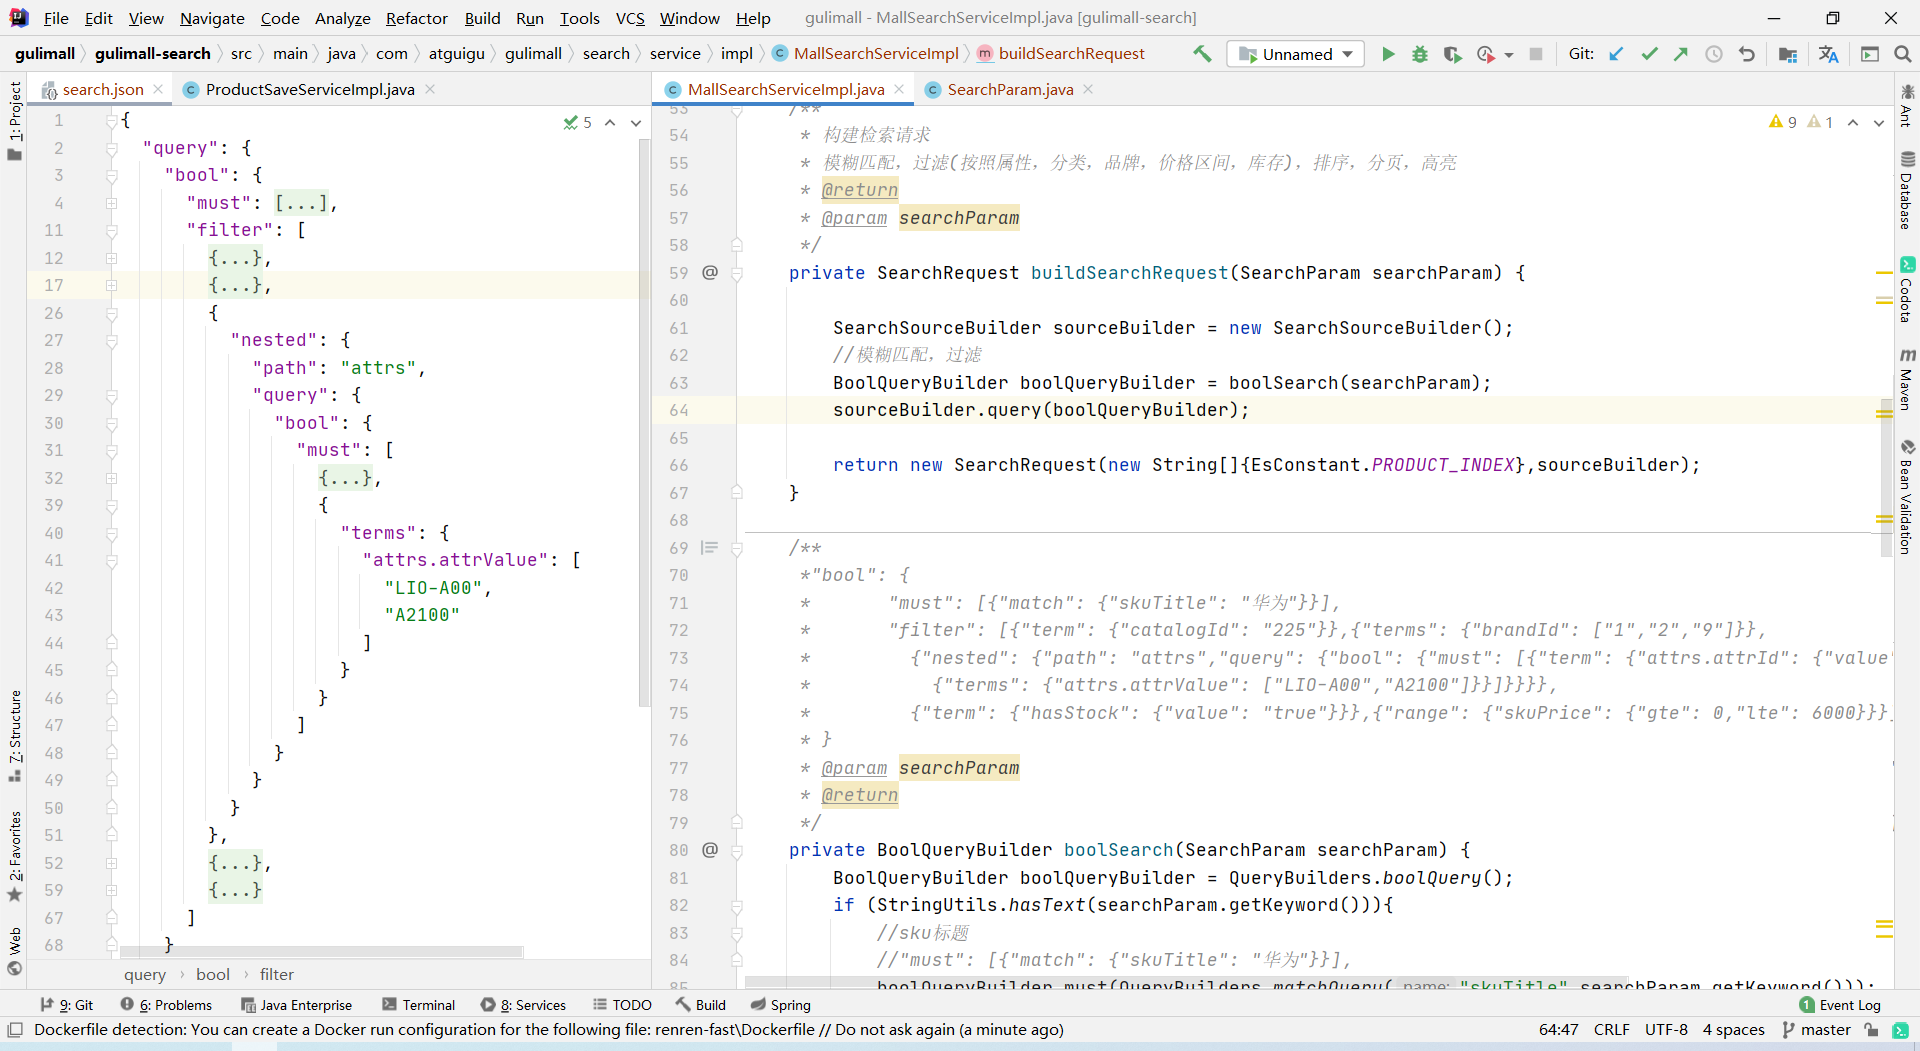 File Edit View Navigate Code Analyze Refactor Build Run Tools VCS Window Help gulimall - MallSearchServiceImpl.java [gulimall-search]
gulimall gulimall-search src main java com atguigu gulimall search service impl MallSearchServiceImpl buildSearchRequest Unnamed Git:
search.json ProductSaveServiceImpl.java
1 {
2 "query": {
3 "bool": {
4 "must": [...],
11 "filter": [
12 {...},
17 {...},
26 {
27 "nested": {
28 "path": "attrs",
29 "query": {
30 "bool": {
31 "must": [
32 {...},
39 {
40 "terms": {
41 "attrs.attrValue": [
42 "LIO-A00",
43 "A2100"
44 ]
45 }
46 }
47 ]
48 }
49 }
50 }
51 },
52 {...},
59 {...}
67 ]
68 }
5
query › bool › filter
MallSearchServiceImpl.java SearchParam.java
9 1
53 /**
54 * 构建检索请求
55 * 模糊匹配，过滤(按照属性，分类，品牌，价格区间，库存)，排序，分页，高亮
56 * @return
57 * @param searchParam
58 */
59 @ private SearchRequest buildSearchRequest(SearchParam searchParam) {
60
61 SearchSourceBuilder sourceBuilder = new SearchSourceBuilder();
62 //模糊匹配，过滤
63 BoolQueryBuilder boolQueryBuilder = boolSearch(searchParam);
64 sourceBuilder.query(boolQueryBuilder);
65
66 return new SearchRequest(new String[]{EsConstant.PRODUCT_INDEX},sourceBuilder);
67 }
68
69 /**
70 *"bool": {
71 * "must": [{"match": {"skuTitle": "华为"}}],
72 * "filter": [{"term": {"catalogId": "225"}},{"terms": {"brandId": ["1","2","9"]}},
73 * {"nested": {"path": "attrs","query": {"bool": {"must": [{"term": {"attrs.attrId": {"value"
74 * {"terms": {"attrs.attrValue": ["LIO-A00","A2100"]}}]}}}},
75 * {"term": {"hasStock": {"value": "true"}}},{"range": {"skuPrice": {"gte": 0,"lte": 6000}}}]
76 * }
77 * @param searchParam
78 * @return
79 */
80 @ private BoolQueryBuilder boolSearch(SearchParam searchParam) {
81 BoolQueryBuilder boolQueryBuilder = QueryBuilders.boolQuery();
82 if (StringUtils.hasText(searchParam.getKeyword())){
83 //sku标题
84 //"must": [{"match": {"skuTitle": "华为"}}],
85 boolQueryBuilder.must(QueryBuilders.matchQuery( name: "skuTitle",searchParam.getKeyword()));
1: Project
7: Structure
2: Favorites
Web
Ant
Database
Codota
Maven
Bean Validation
9: Git 6: Problems Java Enterprise Terminal 8: Services TODO Build Spring 1 Event Log
Dockerfile detection: You can create a Docker run configuration for the following file: renren-fast\Dockerfile // Do not ask again (a minute ago) 64:47 CRLF UTF-8 4 spaces master